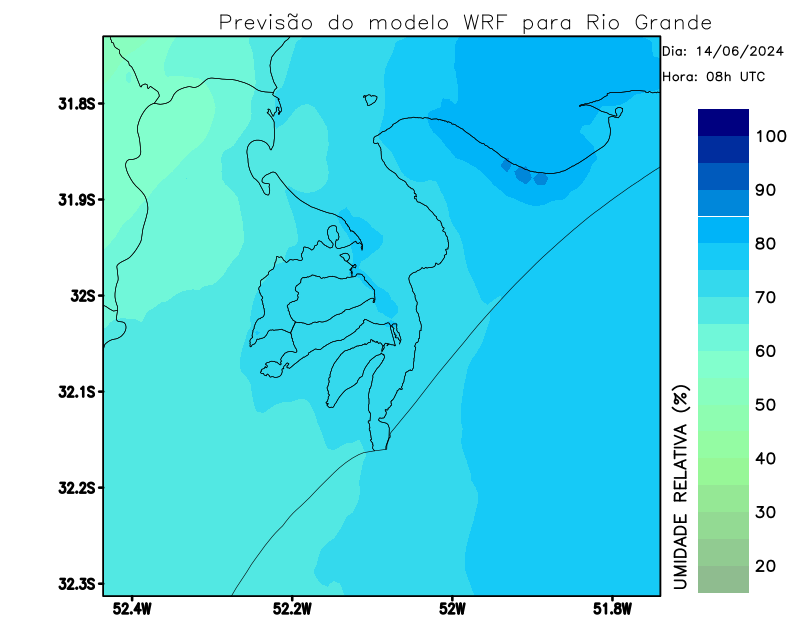 Previsão do modelo WRF para Rio Grande
Dia: 14/06/2024
Hora: 08h UTC
31.8S
31.9S
32S
32.1S
32.2S
32.3S
52.4W
52.2W
52W
51.8W
100
90
80
70
60
50
40
30
20
UMIDADE RELATIVA (%)